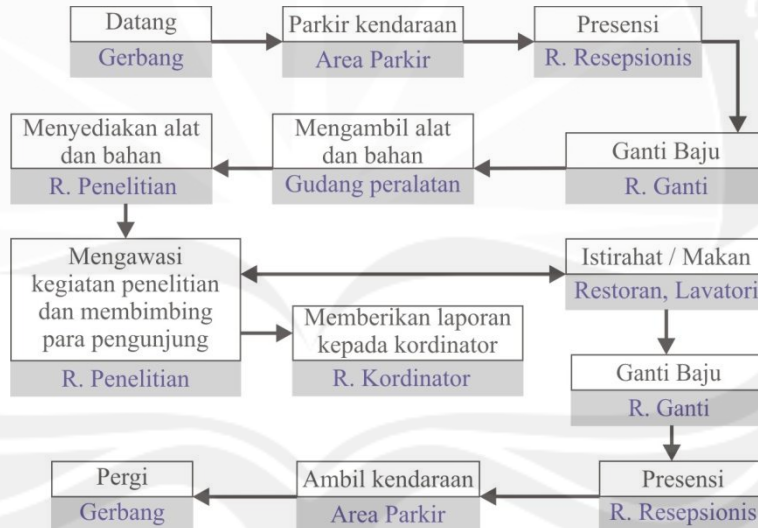 Datang
Gerbang
Parkir kendaraan
Area Parkir
Presensi
R. Resepsionis
Ganti Baju
R. Ganti
Mengambil alat
dan bahan
Gudang peralatan
Menyediakan alat
dan bahan
R. Penelitian
Mengawasi
kegiatan penelitian
dan membimbing
para pengunjung
R. Penelitian
Memberikan laporan
kepada kordinator
R. Kordinator
Istirahat / Makan
Restoran, Lavatori
Ganti Baju
R. Ganti
Presensi
R. Resepsionis
Ambil kendaraan
Area Parkir
Pergi
Gerbang